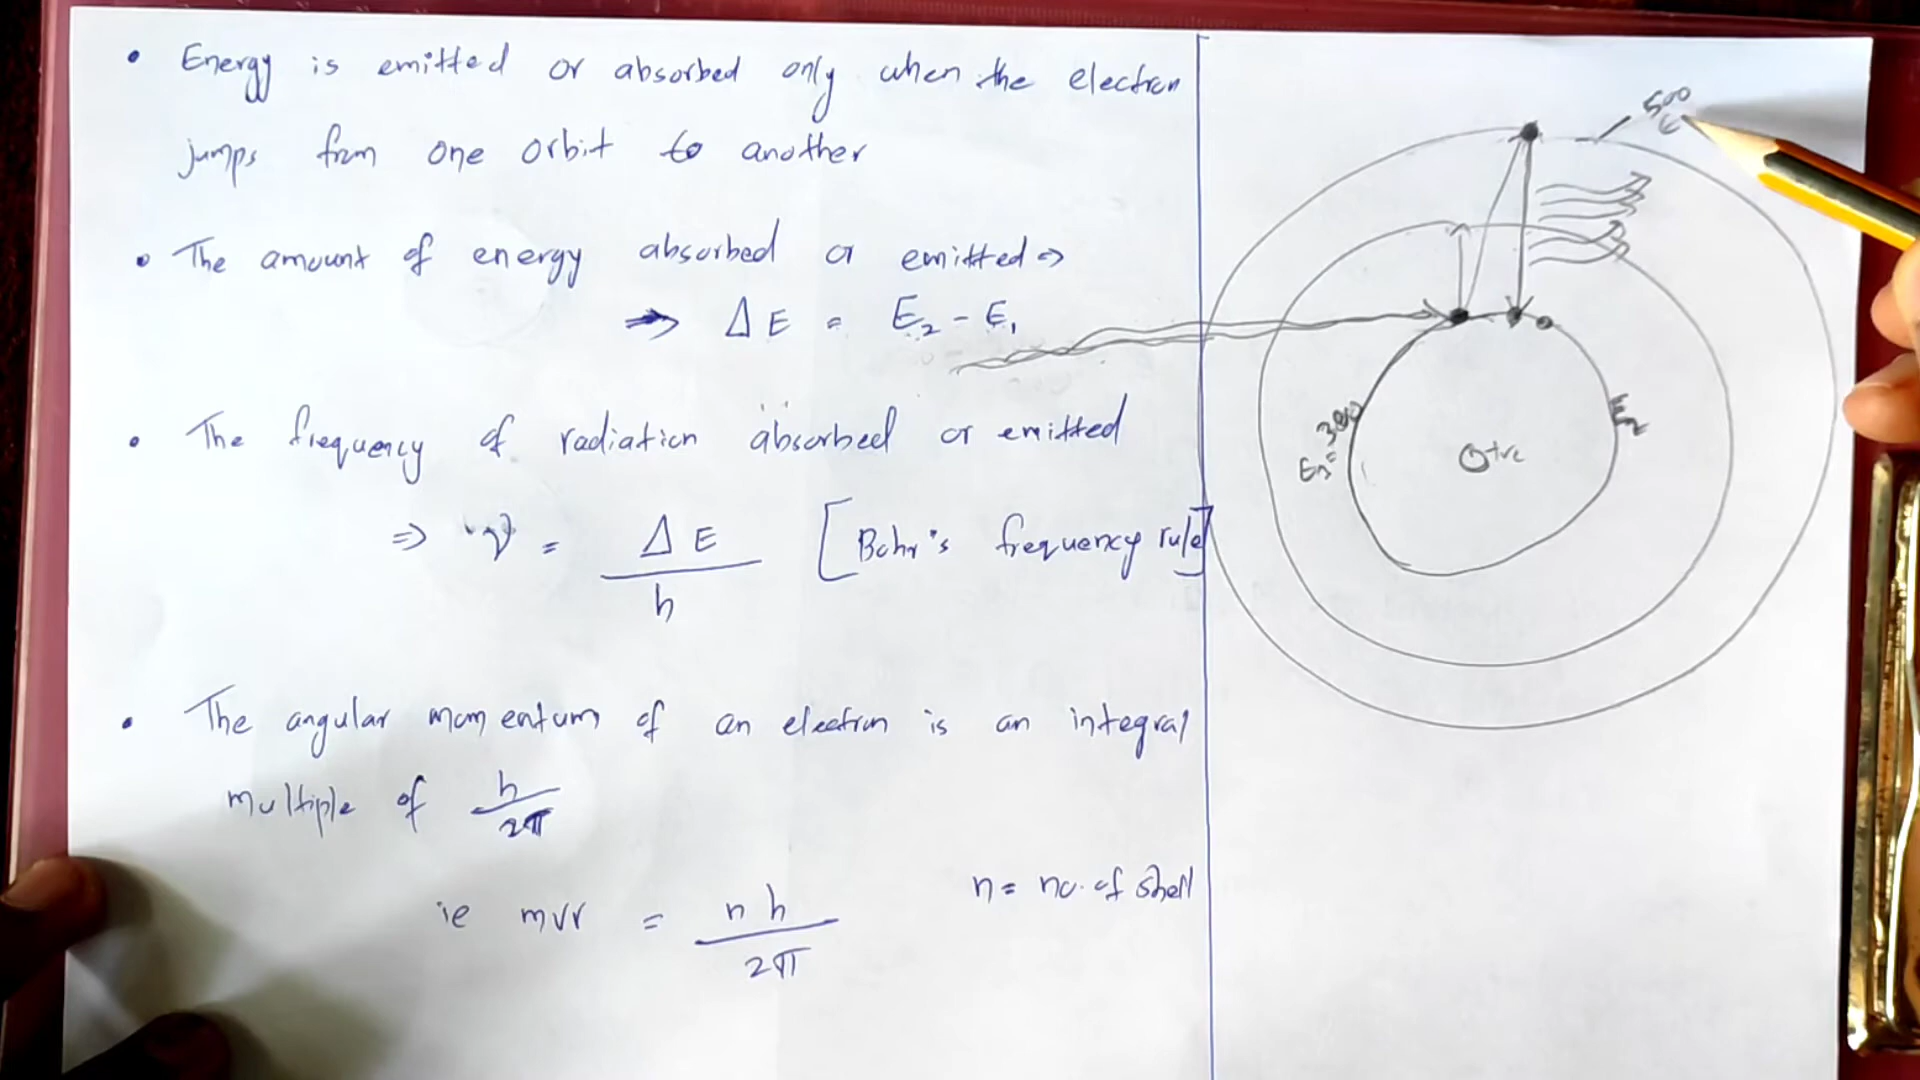 • Energy is emitted or absorbed only when the electron
jumps from one orbit to another
• The amount of energy absorbed or emitted ⇒
⇒ ΔE = E₂ - E₁
• The frequency of radiation absorbed or emitted
⇒ ν = ΔE / h [Bohr's frequency rule]
• The angular momentum of an electron is an integral
multiple of h / 2π
ie mvr = nh / 2π
n = no. of shell
500
300
+ve